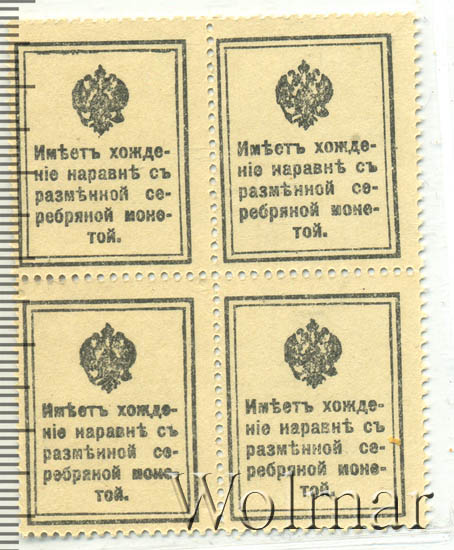 Имѣетъ хожде-
ніе наравнѣ съ
размѣнной се-
ребряной моне-
той.
Имѣетъ хожде-
ніе наравнѣ съ
размѣнной се-
ребряной моне-
той.
Имѣетъ хожде-
ніе наравнѣ съ
размѣнной се-
ребряной моне-
той.
Имѣетъ хожде-
ніе наравнѣ съ
размѣнной се-
ребряной моне-
той.
Wolmar